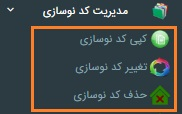 مدیریت کد نوسازی
کپی کد نوسازی
تغییر کد نوسازی
حذف کد نوسازی